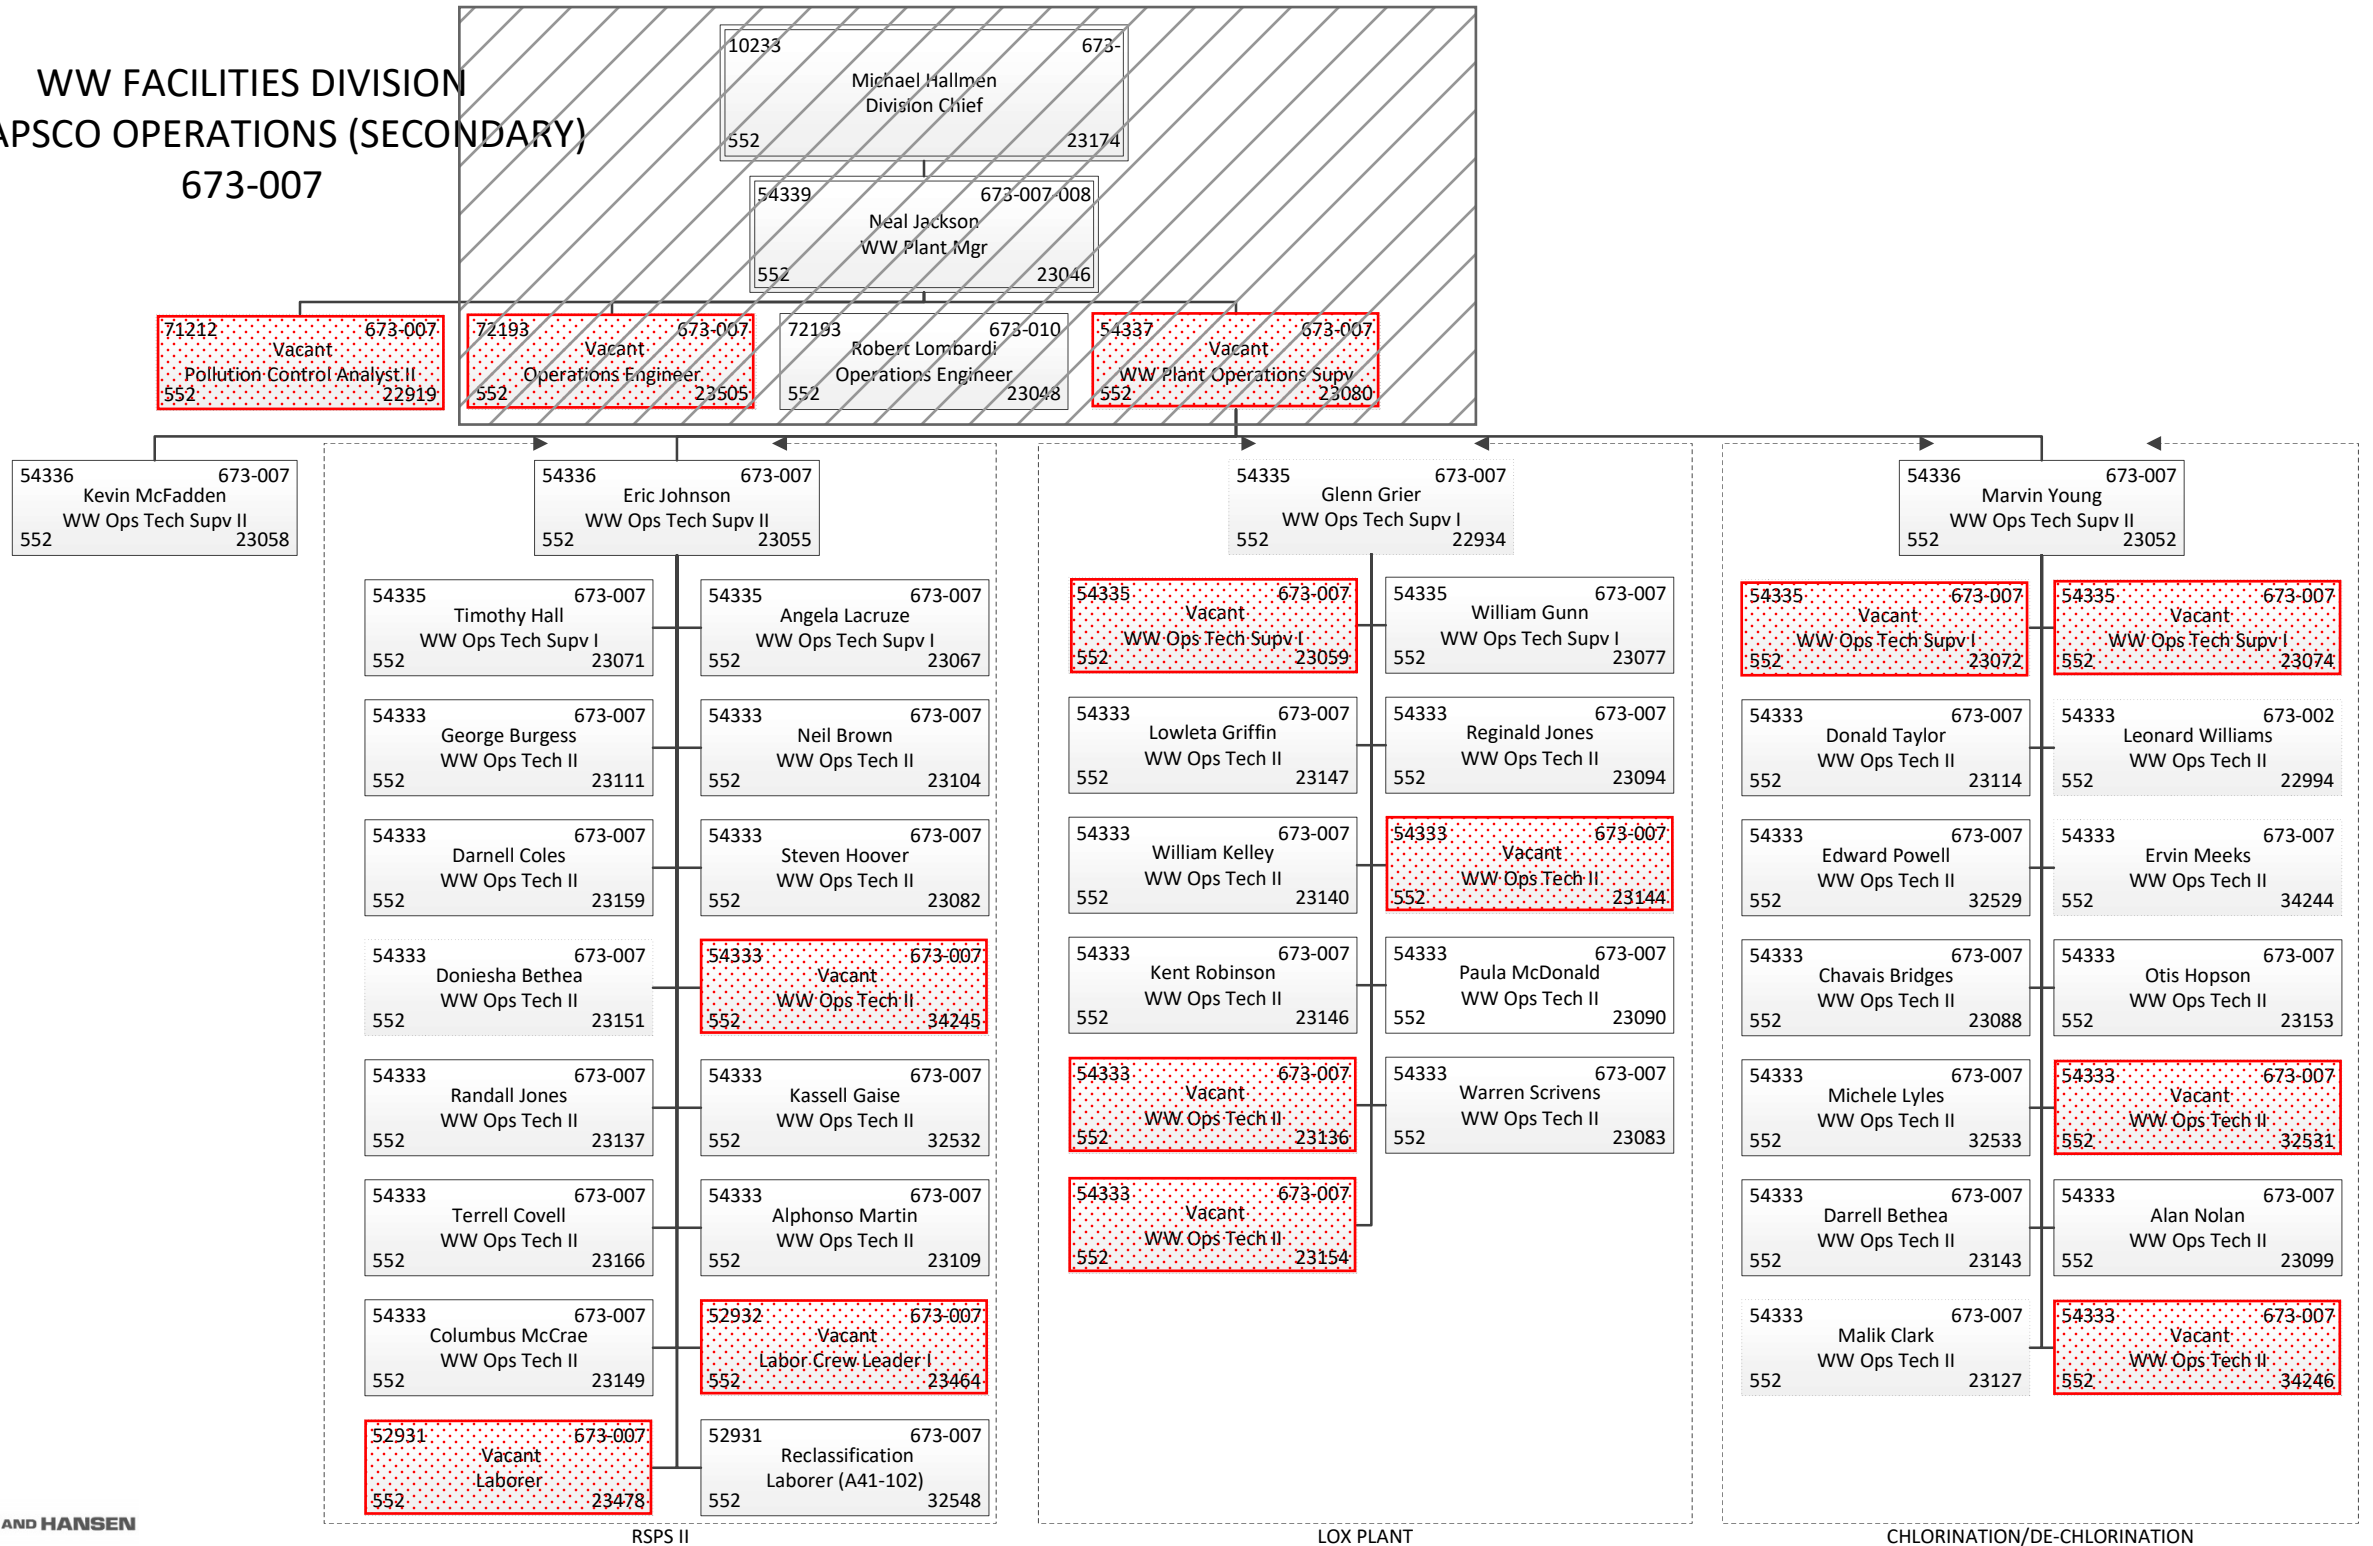 WW FACILITIES DIVISION
APSCO OPERATIONS (SECONDARY)
673-007
10233 673-
Michael Hallmen
Division Chief
552 23174
54339 673-007-008
Neal Jackson
WW Plant Mgr
552 23046
71212 673-007
Vacant
Pollution Control Analyst II
552 22919
72193 673-007
Vacant
Operations Engineer
552 23505
72193 673-010
Robert Lombardi
Operations Engineer
552 23048
54337 673-007
Vacant
WW Plant Operations Supv
552 23080
54336 673-007
Kevin McFadden
WW Ops Tech Supv II
552 23058
54336 673-007
Eric Johnson
WW Ops Tech Supv II
552 23055
54335 673-007
Glenn Grier
WW Ops Tech Supv I
552 22934
54336 673-007
Marvin Young
WW Ops Tech Supv II
552 23052
54335 673-007
Timothy Hall
WW Ops Tech Supv I
552 23071
54335 673-007
Angela Lacruze
WW Ops Tech Supv I
552 23067
54333 673-007
George Burgess
WW Ops Tech II
552 23111
54333 673-007
Neil Brown
WW Ops Tech II
552 23104
54333 673-007
Darnell Coles
WW Ops Tech II
552 23159
54333 673-007
Steven Hoover
WW Ops Tech II
552 23082
54333 673-007
Doniesha Bethea
WW Ops Tech II
552 23151
54333 673-007
Vacant
WW Ops Tech II
552 34245
54333 673-007
Randall Jones
WW Ops Tech II
552 23137
54333 673-007
Kassell Gaise
WW Ops Tech II
552 32532
54333 673-007
Terrell Covell
WW Ops Tech II
552 23166
54333 673-007
Alphonso Martin
WW Ops Tech II
552 23109
54333 673-007
Columbus McCrae
WW Ops Tech II
552 23149
52932 673-007
Vacant
Labor Crew Leader I
552 23464
52931 673-007
Vacant
Laborer
552 23478
52931 673-007
Reclassification
Laborer (A41-102)
552 32548
RSPS II
54335 673-007
Vacant
WW Ops Tech Supv I
552 23059
54335 673-007
William Gunn
WW Ops Tech Supv I
552 23077
54333 673-007
Lowleta Griffin
WW Ops Tech II
552 23147
54333 673-007
Reginald Jones
WW Ops Tech II
552 23094
54333 673-007
William Kelley
WW Ops Tech II
552 23140
54333 673-007
Vacant
WW Ops Tech II
552 23144
54333 673-007
Kent Robinson
WW Ops Tech II
552 23146
54333 673-007
Paula McDonald
WW Ops Tech II
552 23090
54333 673-007
Vacant
WW Ops Tech II
552 23136
54333 673-007
Warren Scrivens
WW Ops Tech II
552 23083
54333 673-007
Vacant
WW Ops Tech II
552 23154
LOX PLANT
54335 673-007
Vacant
WW Ops Tech Supv I
552 23072
54335 673-007
Vacant
WW Ops Tech Supv I
552 23074
54333 673-007
Donald Taylor
WW Ops Tech II
552 23114
54333 673-002
Leonard Williams
WW Ops Tech II
552 22994
54333 673-007
Edward Powell
WW Ops Tech II
552 32529
54333 673-007
Ervin Meeks
WW Ops Tech II
552 34244
54333 673-007
Chavais Bridges
WW Ops Tech II
552 23088
54333 673-007
Otis Hopson
WW Ops Tech II
552 23153
54333 673-007
Michele Lyles
WW Ops Tech II
552 32533
54333 673-007
Vacant
WW Ops Tech II
552 32531
54333 673-007
Darrell Bethea
WW Ops Tech II
552 23143
54333 673-007
Alan Nolan
WW Ops Tech II
552 23099
54333 673-007
Malik Clark
WW Ops Tech II
552 23127
54333 673-007
Vacant
WW Ops Tech II
552 34246
CHLORINATION/DE-CHLORINATION
AND HANSEN